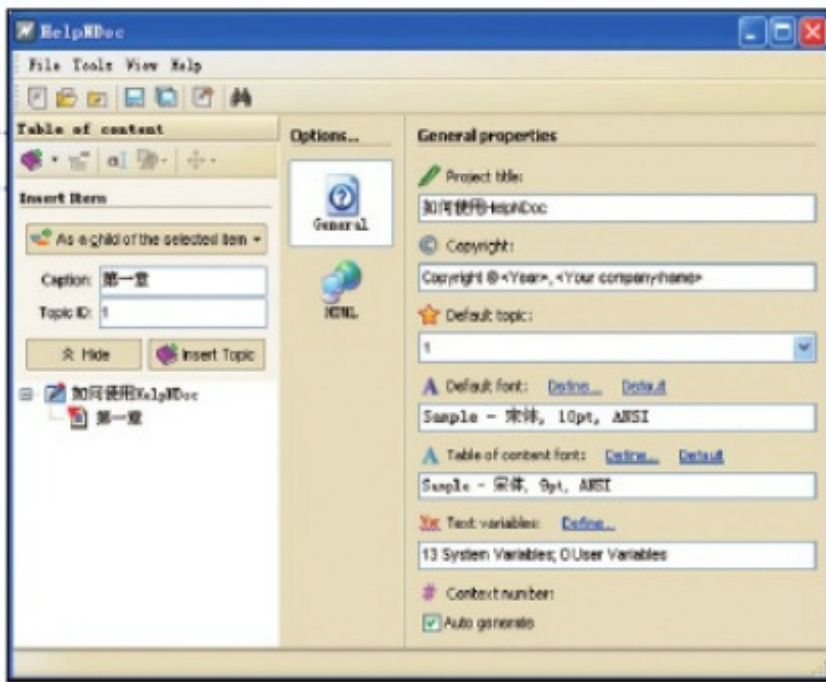 HelpNDoc
File Tools View Help
Table of content
Insert Item
As a child of the selected item
Caption: 第一章
Topic ID: 1
Hide
Insert Topic
如何使用HelpNDoc
第一章
Options...
General
HTML
General properties
Project title:
如何使用HelpNDoc
Copyright:
Copyright © <Year>, <Your companyname>
Default topic:
1
Default font: Define... Default
Sample - 宋体, 10pt, ANSI
Table of content font: Define... Default
Sample - 宋体, 9pt, ANSI
Text variables: Define...
13 System Variables; 0 User Variables
Context number:
Auto generate